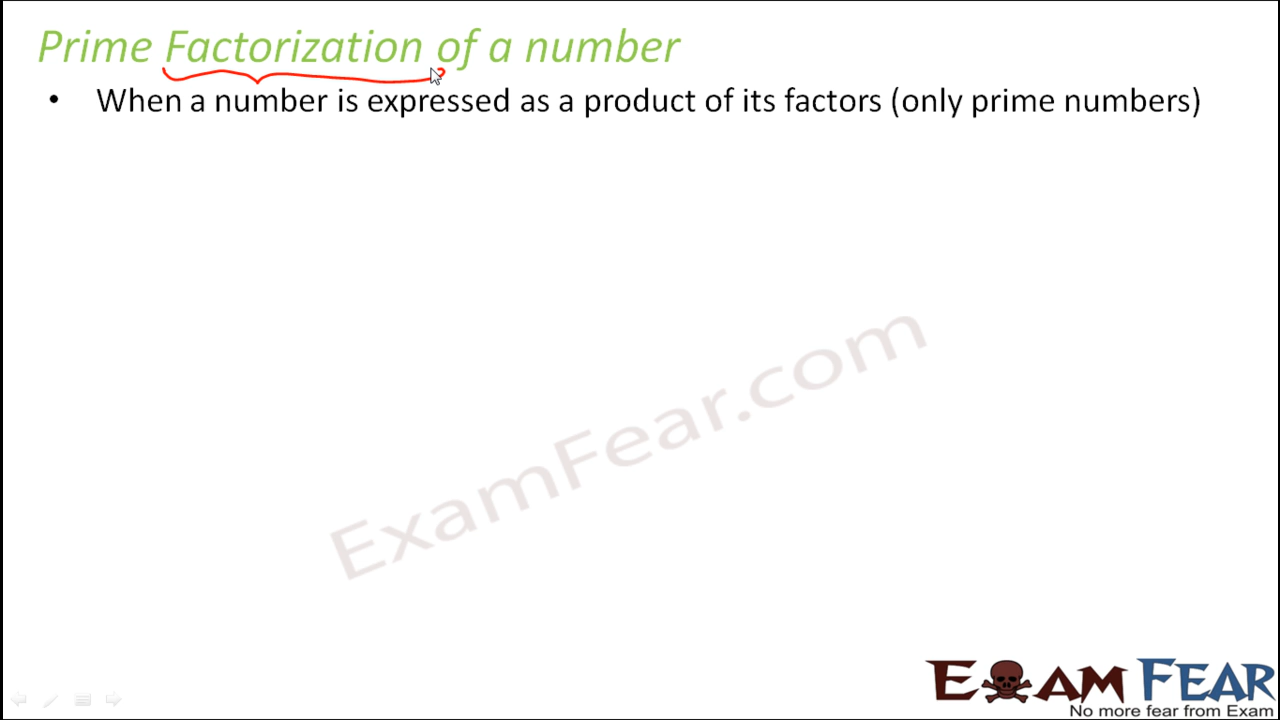 Prime Factorization of a number
• When a number is expressed as a product of its factors (only prime numbers)
ExamFear.com
EXAM FEAR
No more fear from Exam